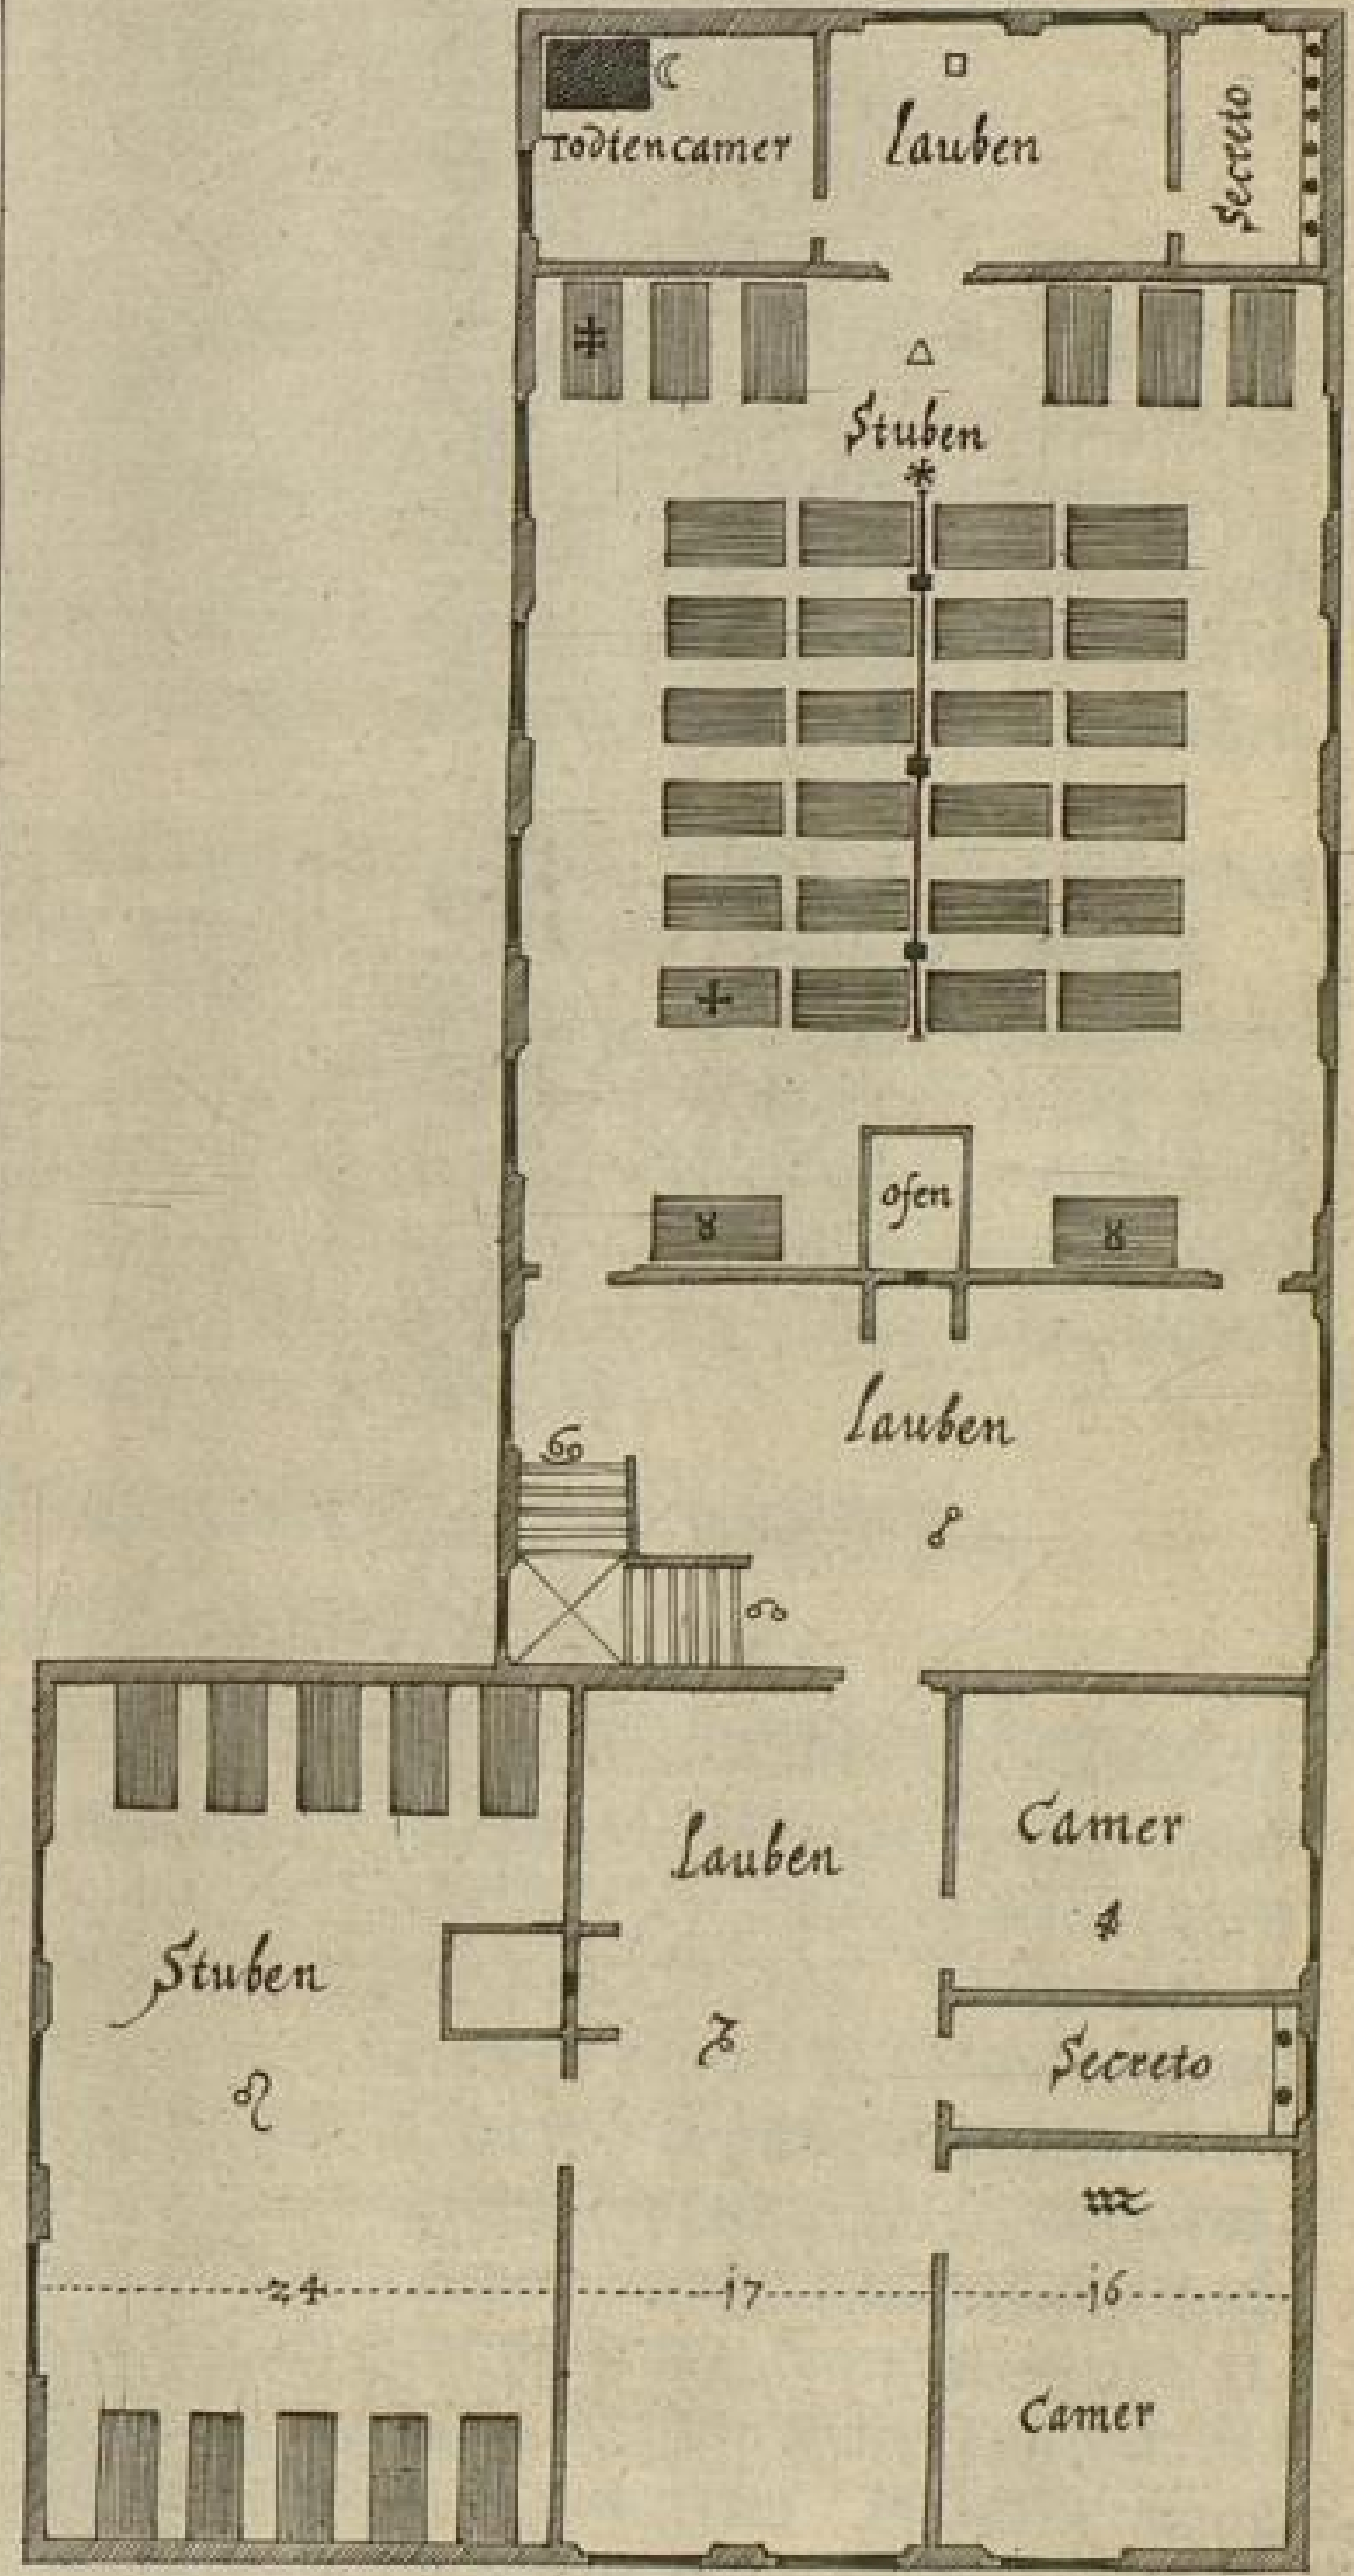 Todtencamer
Lauben
Secreto
Stuben
ofen
Lauben
Lauben
Camer
Stuben
Secreto
24
17
16
Camer